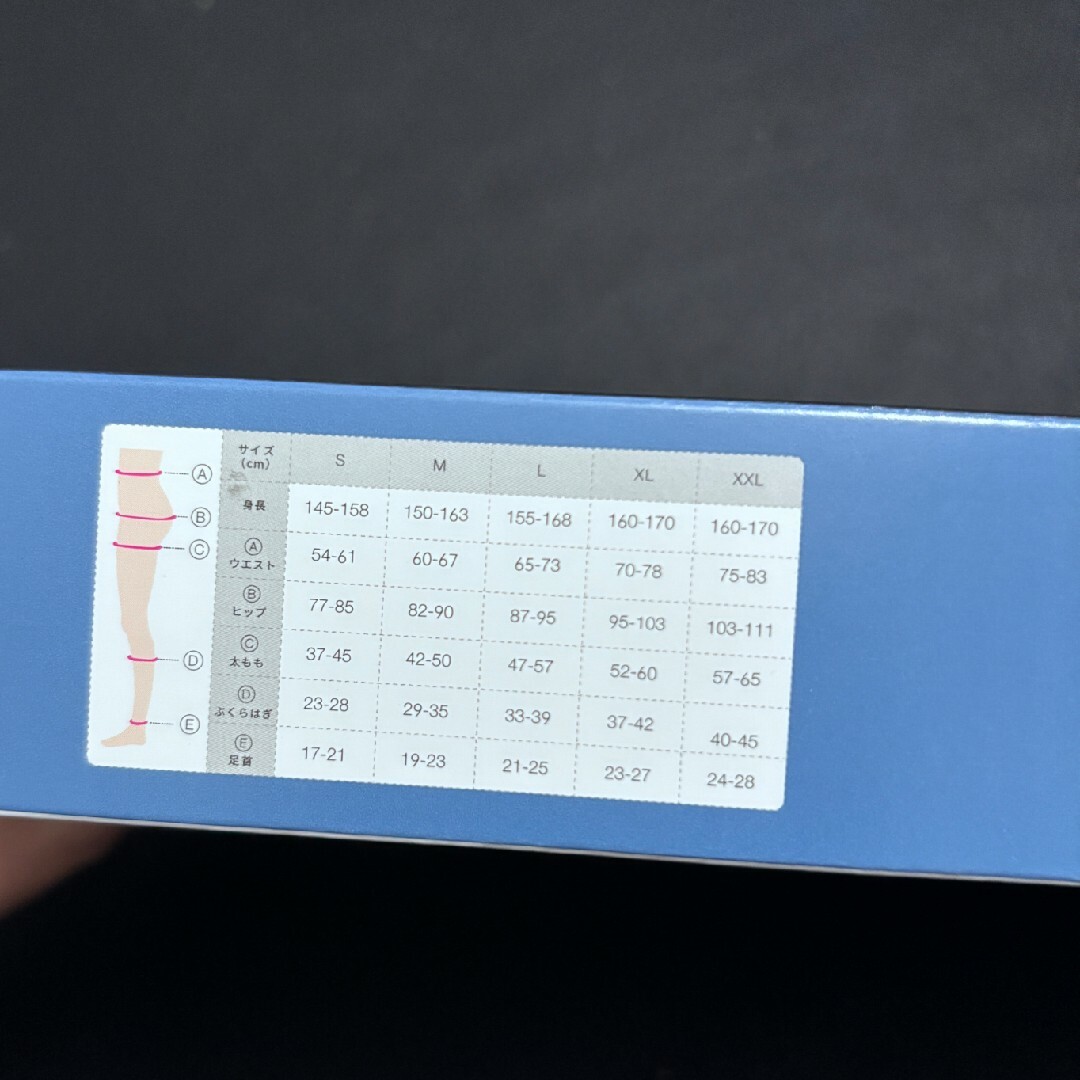 Ⓐ
Ⓑ
Ⓒ
Ⓓ
Ⓔ
サイズ
(cm) S M L XL XXL
身長 145-158 150-163 155-168 160-170 160-170
Ⓐ
ウエスト 54-61 60-67 65-73 70-78 75-83
Ⓑ
ヒップ 77-85 82-90 87-95 95-103 103-111
Ⓒ
太もも 37-45 42-50 47-57 52-60 57-65
Ⓓ
ふくらはぎ 23-28 29-35 33-39 37-42 40-45
Ⓔ
足首 17-21 19-23 21-25 23-27 24-28